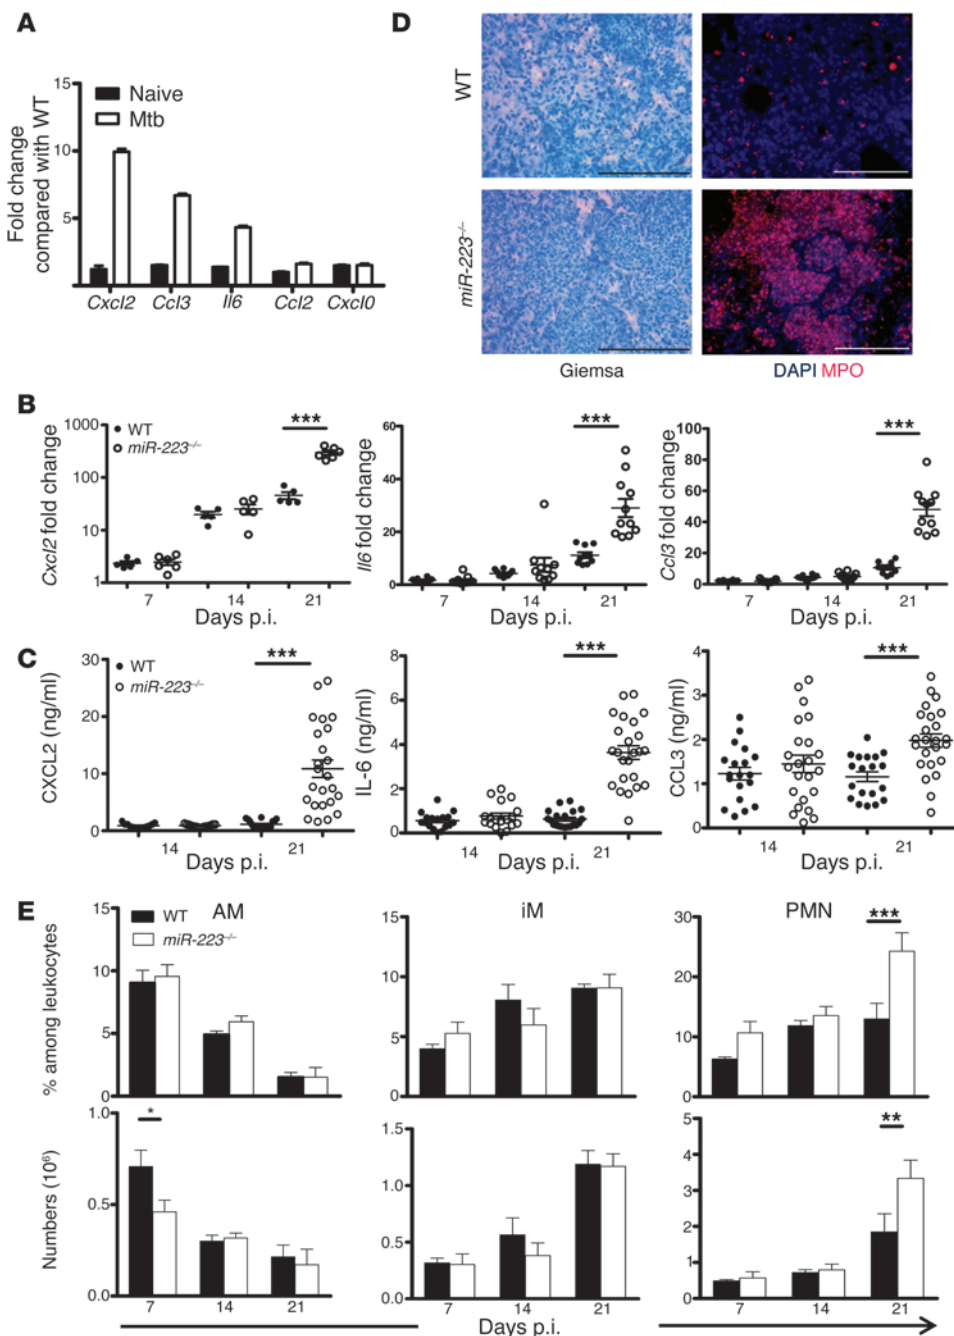 A
Fold change
compared with WT
15
10
5
Naive
Mtb
Cxcl2 Ccl3 Il6 Ccl2 Cxcl0
D
WT
miR-223–/–
Giemsa
DAPI MPO
B
Cxcl2 fold change
1000
100
10
1
WT
miR-223–/–
***
7 14 21
Days p.i.
Il6 fold change
60
40
20
0
***
7 14 21
Days p.i.
Ccl3 fold change
100
80
60
40
20
0
***
7 14 21
Days p.i.
C
CXCL2 (ng/ml)
30
20
10
0
WT
miR-223–/–
***
14 21
Days p.i.
IL-6 (ng/ml)
8
6
4
2
0
***
14 21
Days p.i.
CCL3 (ng/ml)
4
3
2
1
0
***
14 21
Days p.i.
E
% among leukocytes
AM
15
10
5
0
WT
miR-223–/–
iM
15
10
5
0
PMN
30
20
10
0
***
Numbers (10⁶)
1.0
0.5
0.0
*
7 14 21
1.5
1.0
0.5
0.0
7 14 21
5
4
3
2
1
0
**
7 14 21
Days p.i.